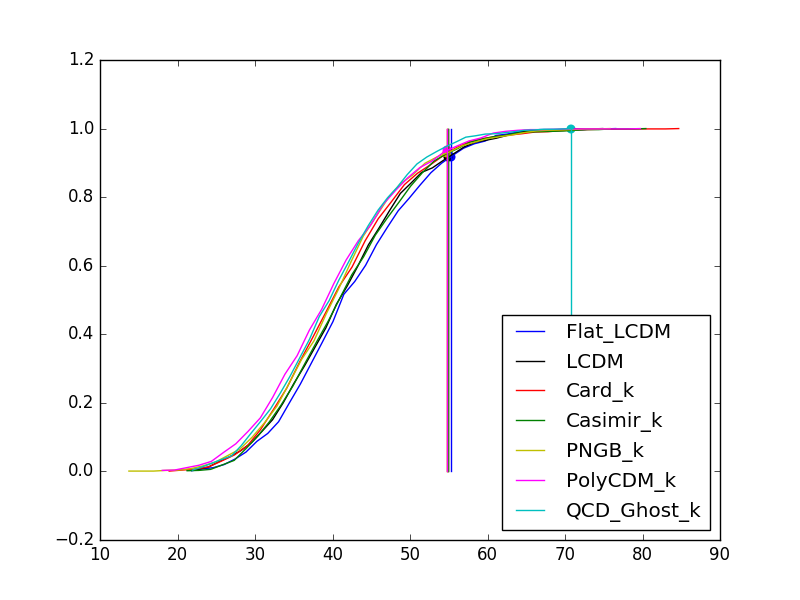 1.2
1.0
0.8
0.6
0.4
0.2
0.0
−0.2
10 20 30 40 50 60 70 80 90
Flat_LCDM
LCDM
Card_k
Casimir_k
PNGB_k
PolyCDM_k
QCD_Ghost_k